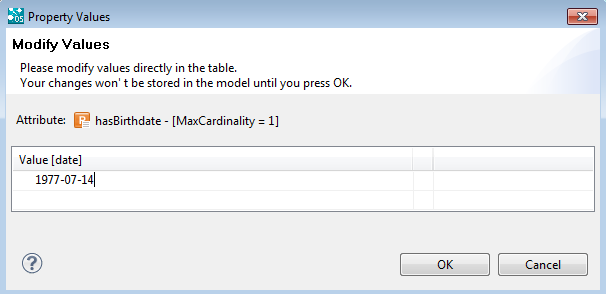 OS Property Values
Modify Values
Please modify values directly in the table.
Your changes won' t be stored in the model until you press OK.
Attribute: P hasBirthdate - [MaxCardinality = 1]
Value [date]
1977-07-14
? OK Cancel